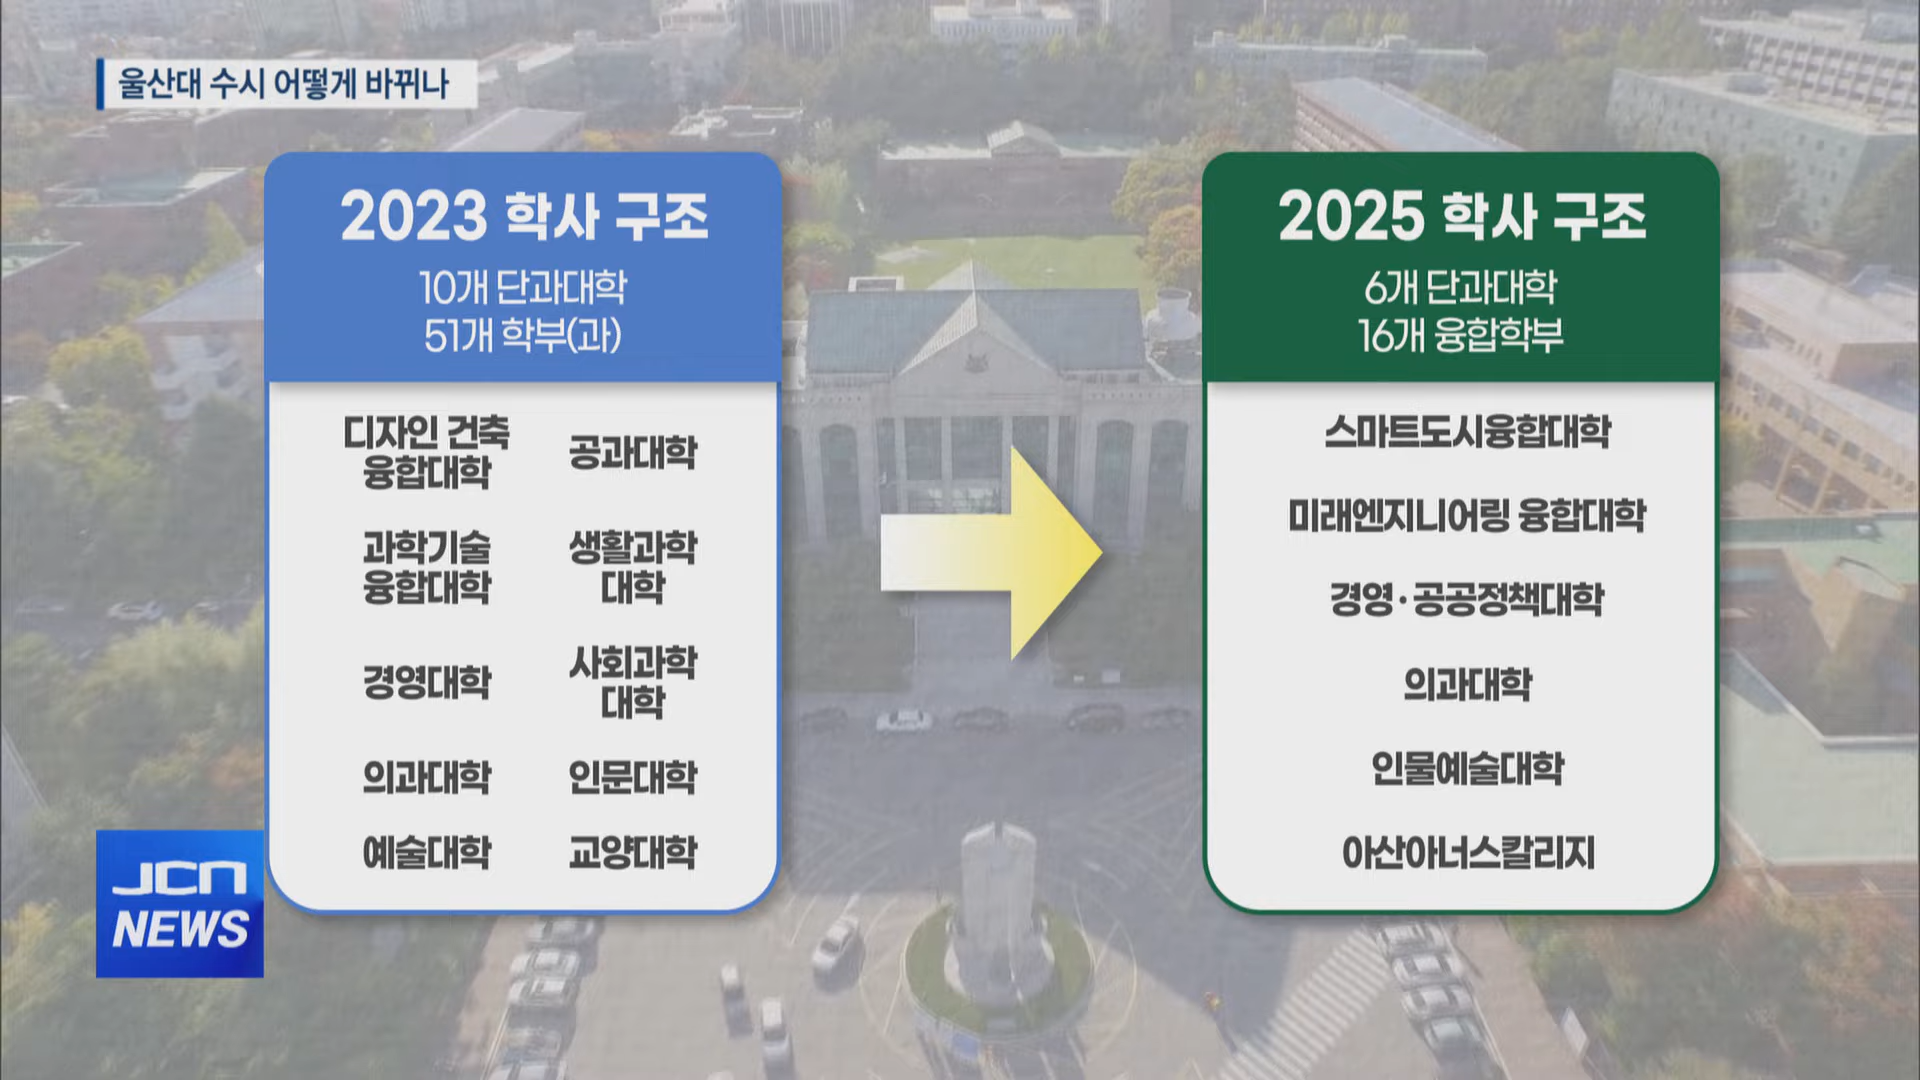 울산대 수시 어떻게 바뀌나
2023 학사 구조
10개 단과대학
51개 학부(과)
디자인 건축
융합대학
공과대학
과학기술
융합대학
생활과학
대학
경영대학
사회과학
대학
의과대학
인문대학
예술대학
교양대학
2025 학사 구조
6개 단과대학
16개 융합학부
스마트도시융합대학
미래엔지니어링 융합대학
경영·공공정책대학
의과대학
인물예술대학
아산아너스칼리지
JCN
NEWS